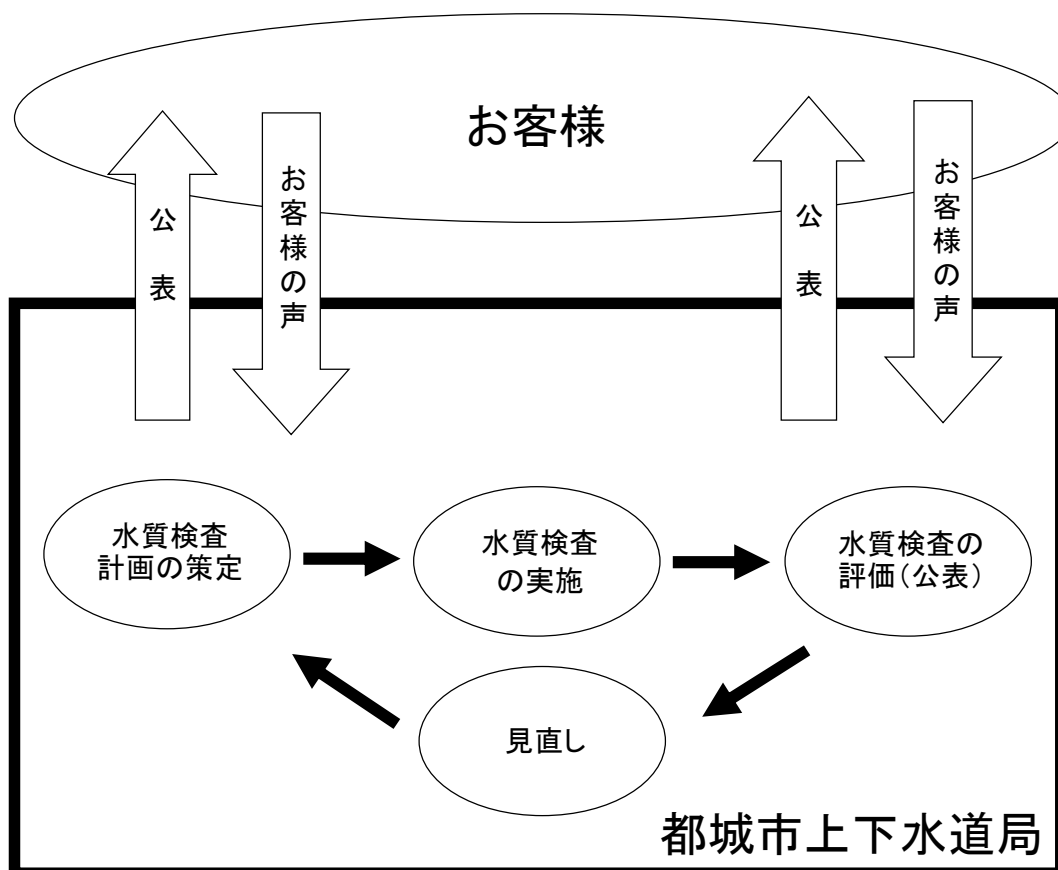 お客様
公表
お客様の声
公表
お客様の声
水質検査
計画の策定
水質検査
の実施
水質検査の
評価（公表）
見直し
都城市上下水道局